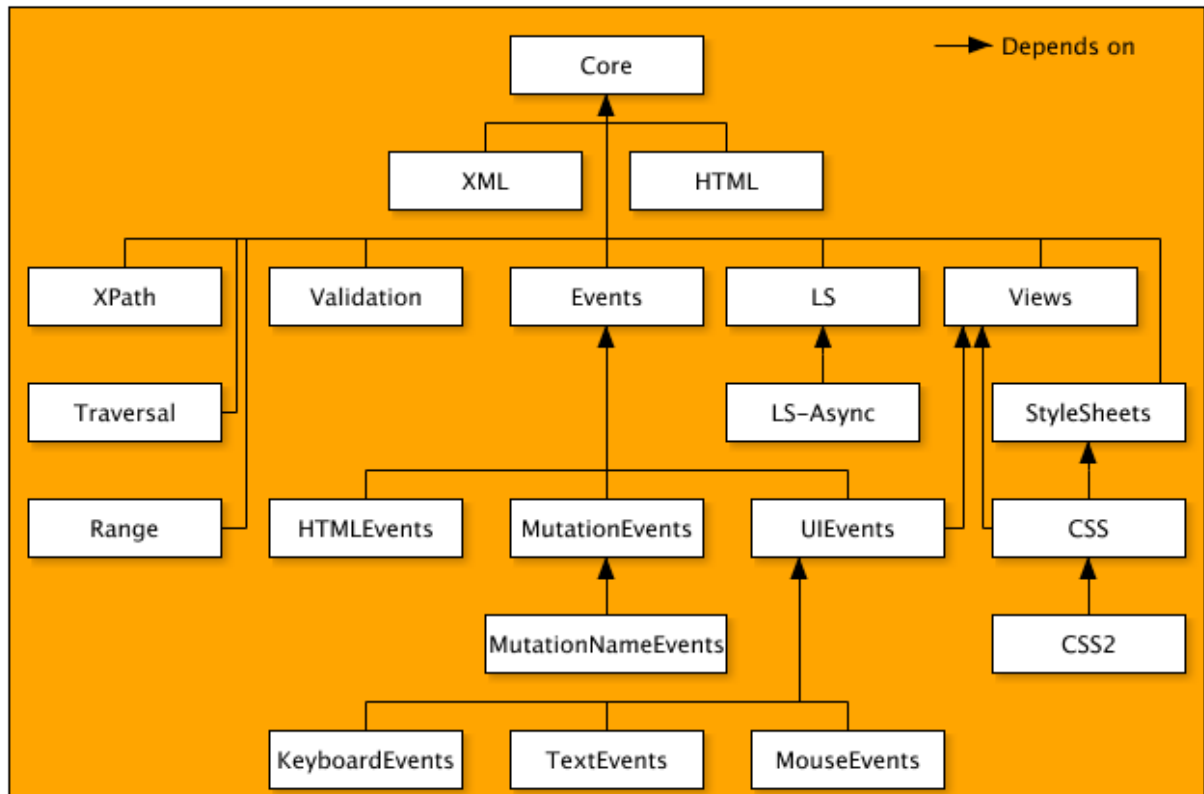 Core
Depends on
XML
HTML
XPath
Validation
Events
LS
Views
Traversal
LS-Async
StyleSheets
Range
HTMLEvents
MutationEvents
UIEvents
CSS
MutationNameEvents
CSS2
KeyboardEvents
TextEvents
MouseEvents